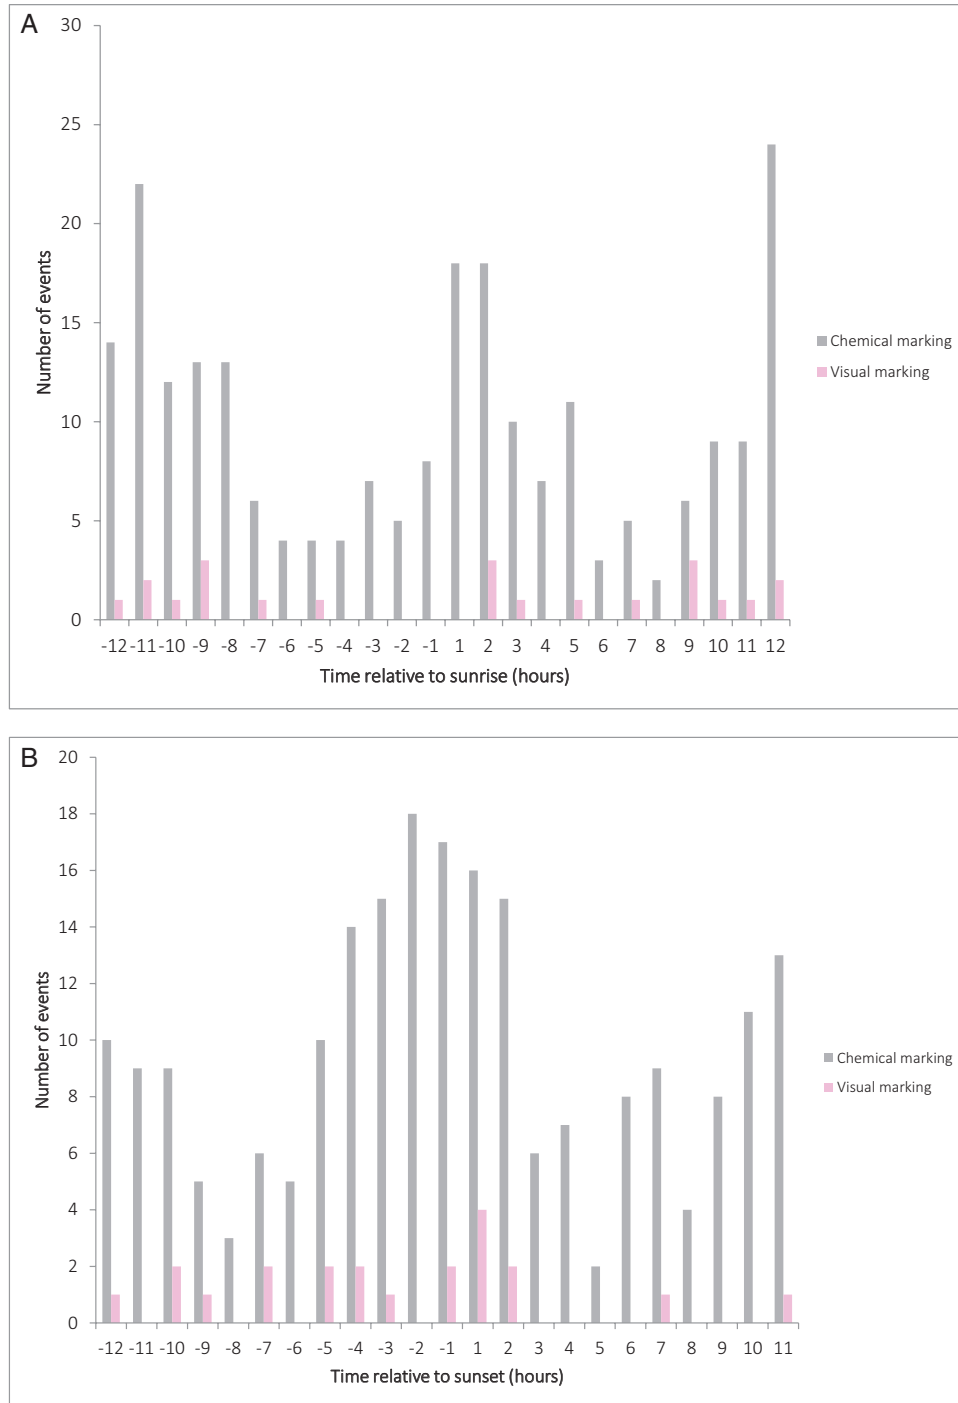 A
30
25
20
15
10
5
0
Number of events
-12 -11 -10 -9 -8 -7 -6 -5 -4 -3 -2 -1 1 2 3 4 5 6 7 8 9 10 11 12
Time relative to sunrise (hours)
Chemical marking
Visual marking
B
20
18
16
14
12
10
8
6
4
2
0
Number of events
-12 -11 -10 -9 -8 -7 -6 -5 -4 -3 -2 -1 1 2 3 4 5 6 7 8 9 10 11
Time relative to sunset (hours)
Chemical marking
Visual marking